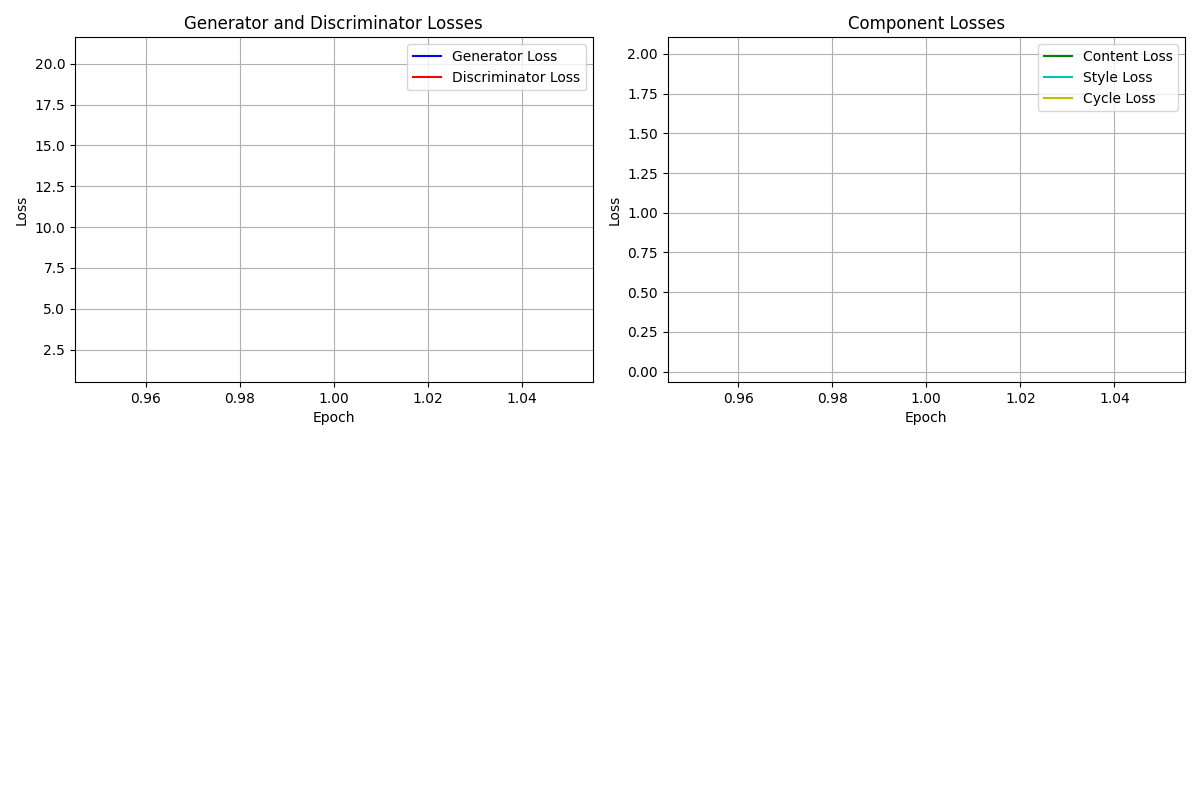 Generator and Discriminator Losses
Generator Loss
Discriminator Loss
20.0
17.5
15.0
12.5
10.0
7.5
5.0
2.5
Loss
0.96 0.98 1.00 1.02 1.04
Epoch
Component Losses
Content Loss
Style Loss
Cycle Loss
2.00
1.75
1.50
1.25
1.00
0.75
0.50
0.25
0.00
Loss
0.96 0.98 1.00 1.02 1.04
Epoch